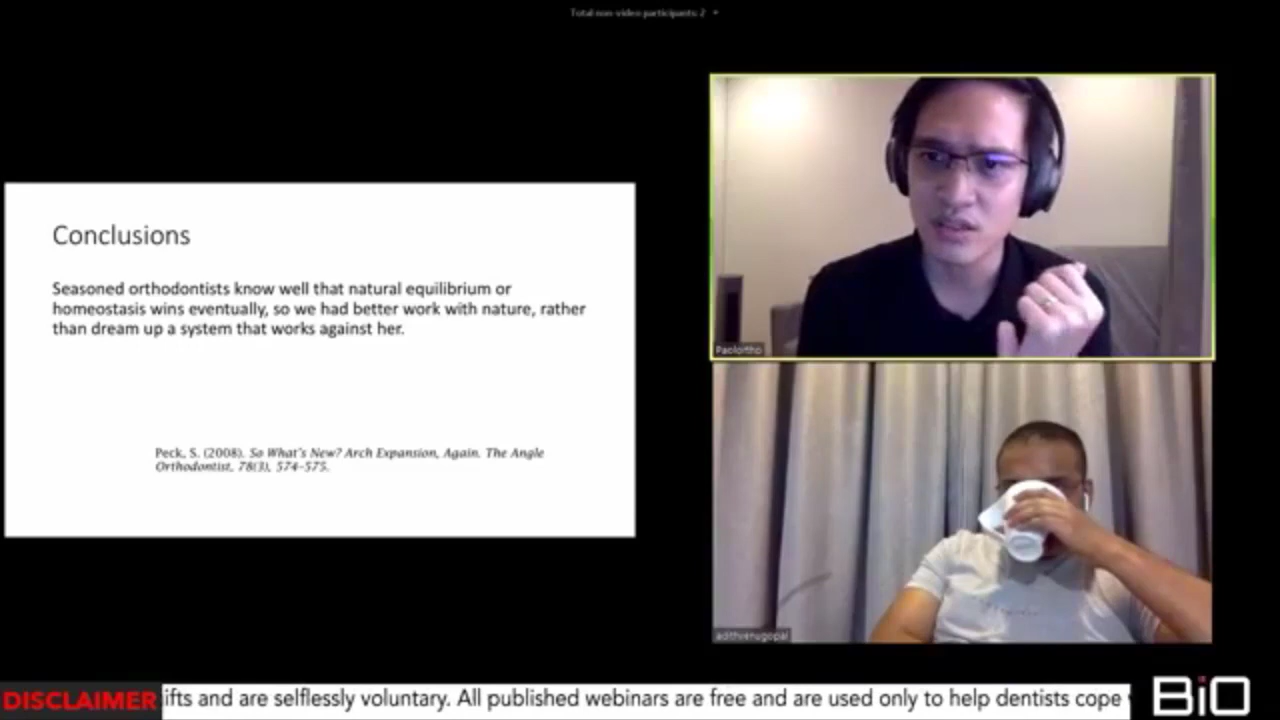 Total non-video participants: 2
Conclusions
Seasoned orthodontists know well that natural equilibrium or
homeostasis wins eventually, so we had better work with nature, rather
than dream up a system that works against her.
Peck, S. (2008). So What's New? Arch Expansion, Again. The Angle
Orthodontist, 78(3), 574–575.
Paoloitho
adithvenugopal
DISCLAIMER ifts and are selflessly voluntary. All published webinars are free and are used only to help dentists cope
BiO